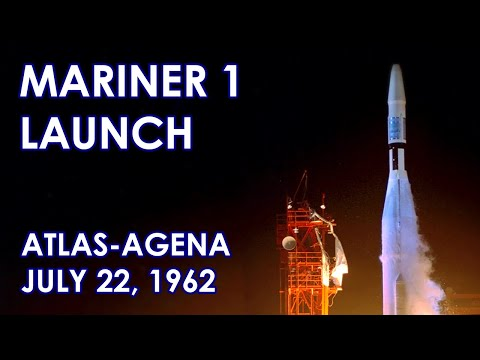 MARINER 1
LAUNCH
ATLAS-AGENA
JULY 22, 1962